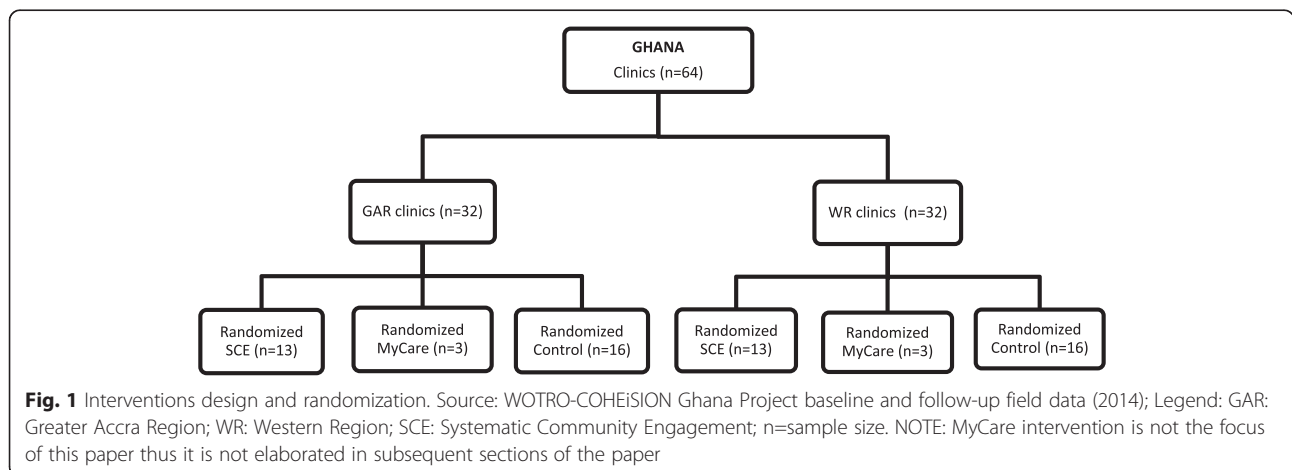 GHANA
Clinics (n=64)
GAR clinics (n=32)
WR clinics (n=32)
Randomized
SCE (n=13)
Randomized
MyCare (n=3)
Randomized
Control (n=16)
Randomized
SCE (n=13)
Randomized
MyCare (n=3)
Randomized
Control (n=16)
Fig. 1 Interventions design and randomization. Source: WOTRO-COHEiSION Ghana Project baseline and follow-up field data (2014); Legend: GAR:
Greater Accra Region; WR: Western Region; SCE: Systematic Community Engagement; n=sample size. NOTE: MyCare intervention is not the focus
of this paper thus it is not elaborated in subsequent sections of the paper